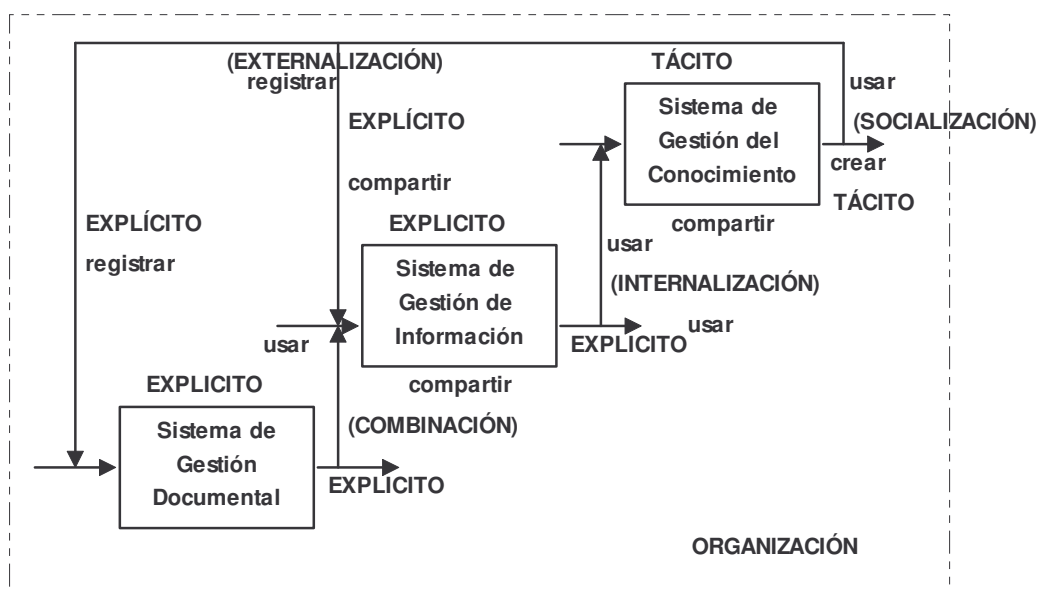 (EXTERNALIZACIÓN)
registrar
TÁCITO
usar
Sistema de
Gestión del
Conocimiento
(SOCIALIZACIÓN)
crear
TÁCITO
compartir
EXPLÍCITO
compartir
EXPLÍCITO
registrar
EXPLICITO
Sistema de
Gestión de
Información
usar
(INTERNALIZACIÓN)
usar
EXPLICITO
usar
compartir
EXPLICITO
Sistema de
Gestión
Documental
(COMBINACIÓN)
EXPLICITO
ORGANIZACIÓN